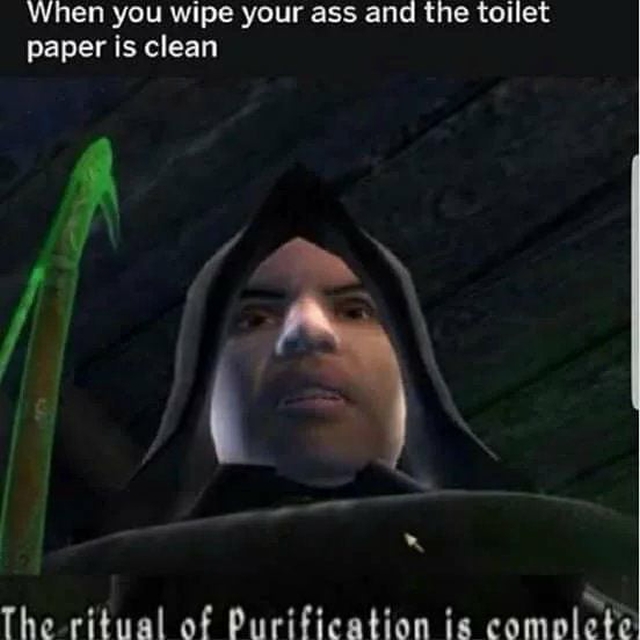 When you wipe your ass and the toilet
paper is clean
The ritual of Purification is complete